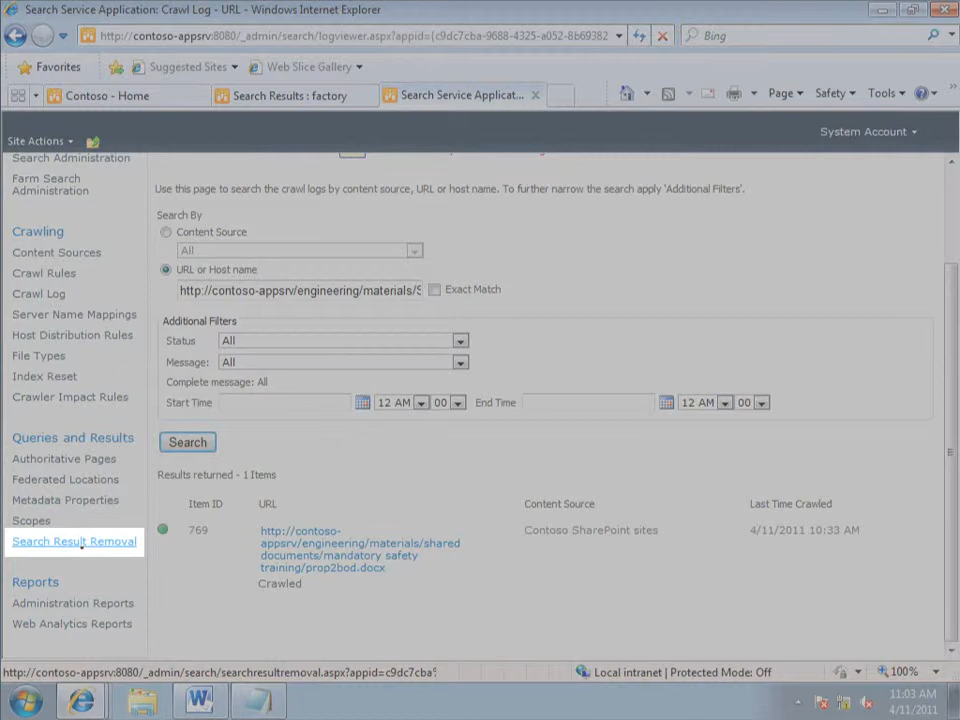 Search Service Application: Crawl Log - URL - Windows Internet Explorer
http://contoso-appsrv:8080/_admin/search/logviewer.aspx?appid={c9dc7cba-9688-4325-a052-8b69382
Bing
Favorites
Suggested Sites
Web Slice Gallery
Contoso - Home
Search Results : factory
Search Service Applicat...
Page
Safety
Tools
Site Actions
System Account
Search Administration
Farm Search
Administration
Crawling
Content Sources
Crawl Rules
Crawl Log
Server Name Mappings
Host Distribution Rules
File Types
Index Reset
Crawler Impact Rules
Queries and Results
Authoritative Pages
Federated Locations
Metadata Properties
Scopes
Search Result Removal
Reports
Administration Reports
Web Analytics Reports
Use this page to search the crawl logs by content source, URL or host name. To further narrow the search apply 'Additional Filters'.
Search By
Content Source
All
URL or Host name
http://contoso-appsrv/engineering/materials/S
Exact Match
Additional Filters
Status All
Message: All
Complete message: All
Start Time 12 AM 00 End Time 12 AM 00
Search
Results returned - 1 Items
Item ID URL Content Source Last Time Crawled
769 http://contoso- Contoso SharePoint sites 4/11/2011 10:33 AM
appsrv/engineering/materials/shared
documents/mandatory safety
training/prop2bod.docx
Crawled
http://contoso-appsrv:8080/_admin/search/searchresultremoval.aspx?appid=c9dc7cba
Local intranet | Protected Mode: Off
100%
11:03 AM
4/11/2011